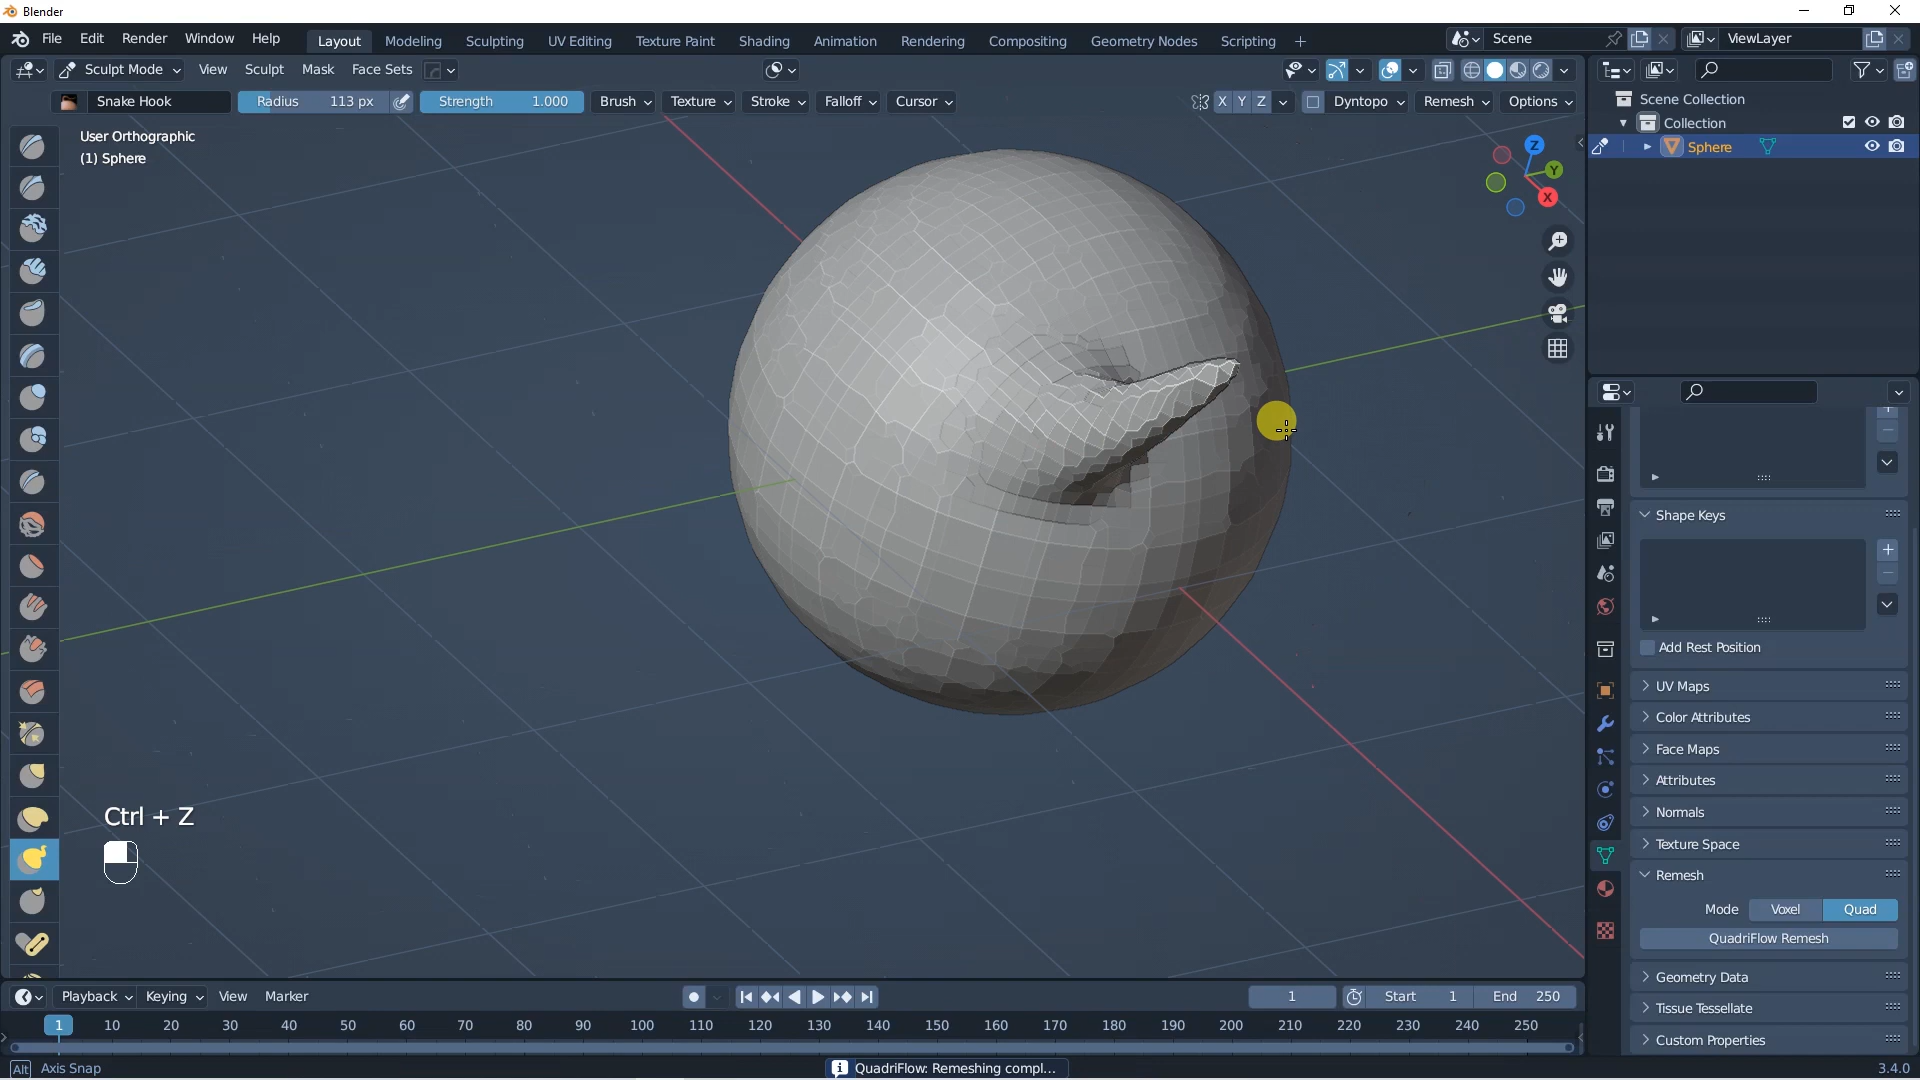 Blender
File Edit Render Window Help
Layout Modeling Sculpting UV Editing Texture Paint Shading Animation Rendering Compositing Geometry Nodes Scripting +
Scene ViewLayer
Sculpt Mode View Sculpt Mask Face Sets
Snake Hook Radius 113 px Strength 1.000 Brush Texture Stroke Falloff Cursor X Y Z Dyntopo Remesh Options
User Orthographic
(1) Sphere
Z
Y
X
Ctrl + Z
Scene Collection
Collection
Sphere
Shape Keys
Add Rest Position
UV Maps
Color Attributes
Face Maps
Attributes
Normals
Texture Space
Remesh
Mode Voxel Quad
QuadriFlow Remesh
Geometry Data
Tissue Tessellate
Custom Properties
Playback Keying View Marker 1 Start 1 End 250
1 10 20 30 40 50 60 70 80 90 100 110 120 130 140 150 160 170 180 190 200 210 220 230 240 250
Alt Axis Snap QuadriFlow: Remeshing compl... 3.4.0